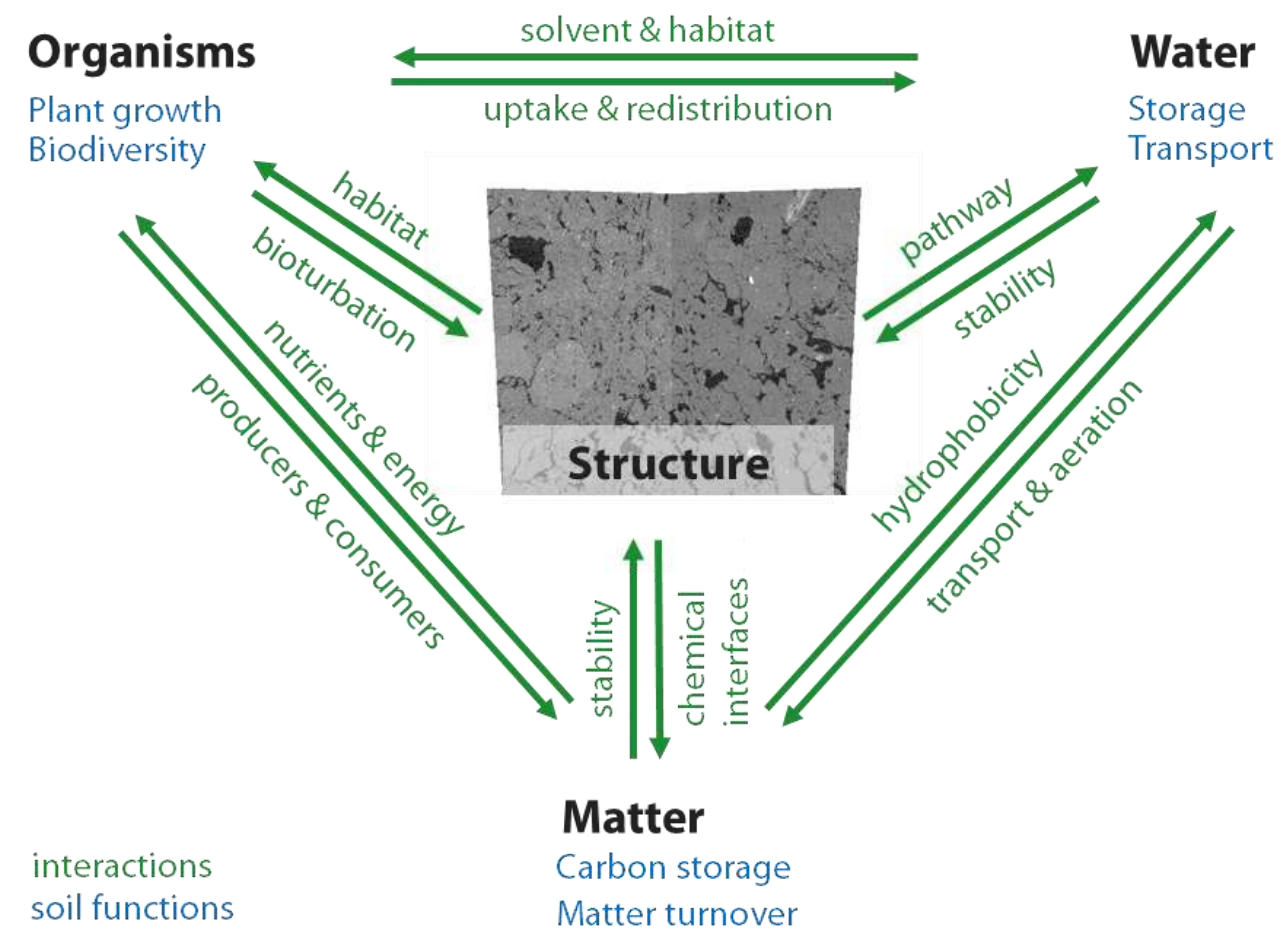 solvent & habitat
Organisms
Water
Plant growth
Biodiversity
uptake & redistribution
Storage
Transport
habitat
bioturbation
pathway
stability
nutrients & energy
producers & consumers
Structure
hydrophobicity
transport & aeration
stability
chemical
interfaces
Matter
Carbon storage
Matter turnover
interactions
soil functions